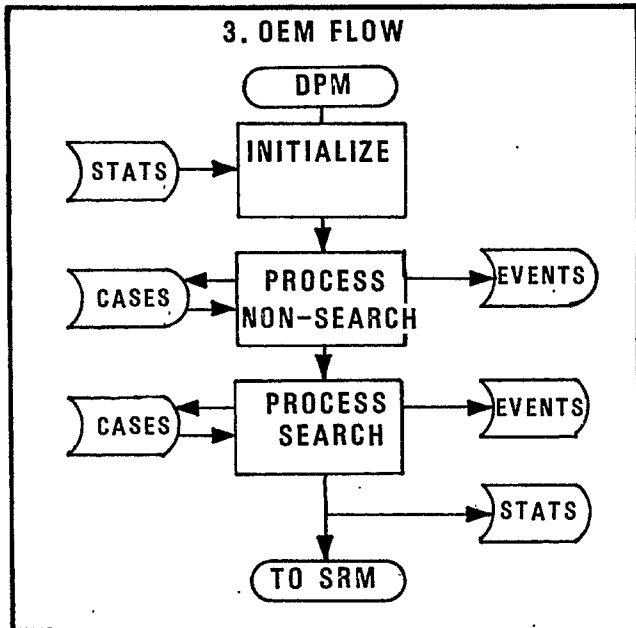 3. OEM FLOW
DPM
INITIALIZE
STATS
PROCESS
NON-SEARCH
CASES
EVENTS
PROCESS
SEARCH
CASES
EVENTS
STATS
TO SRM